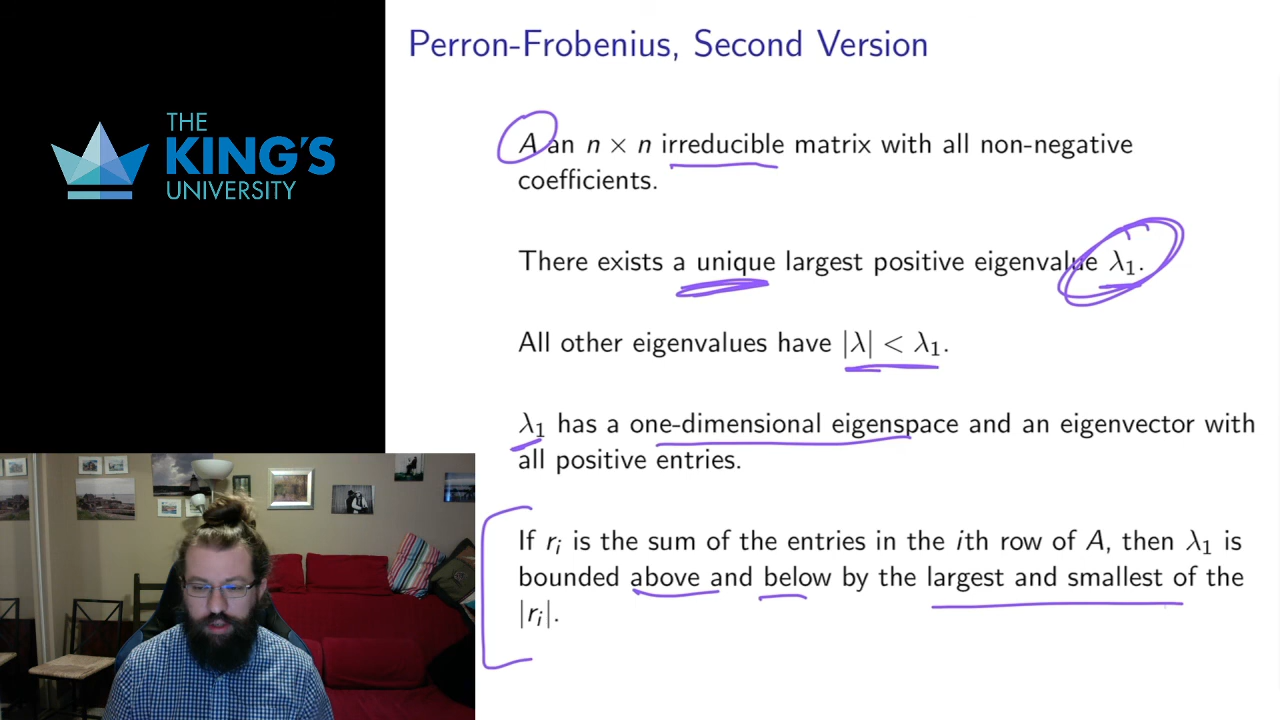 THE
KING'S
UNIVERSITY
Perron-Frobenius, Second Version
A an n × n irreducible matrix with all non-negative
coefficients.
There exists a unique largest positive eigenvalue λ₁.
All other eigenvalues have |λ| < λ₁.
λ₁ has a one-dimensional eigenspace and an eigenvector with
all positive entries.
If rᵢ is the sum of the entries in the ith row of A, then λ₁ is
bounded above and below by the largest and smallest of the
|rᵢ|.